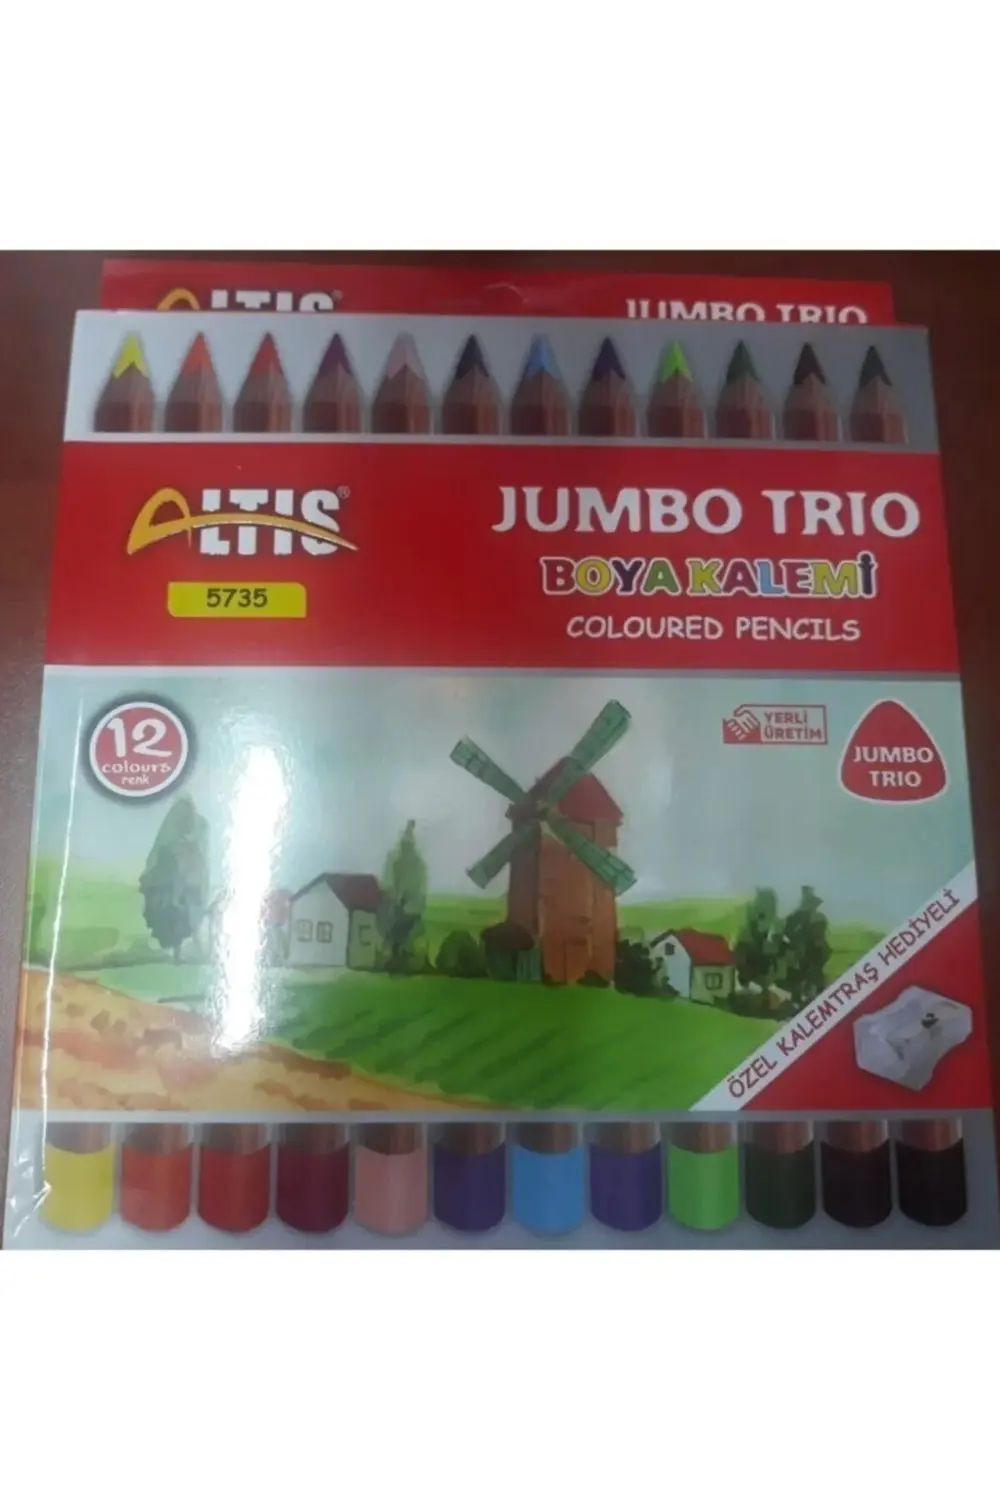 ALTIS®
JUMBO TRIO
ALTIS®
5735
JUMBO TRIO
BOYA KALEMİ
COLOURED PENCILS
12
colours
renk
YERLİ
ÜRETİM
JUMBO
TRIO
ÖZEL KALEMTRAŞ HEDİYELİ